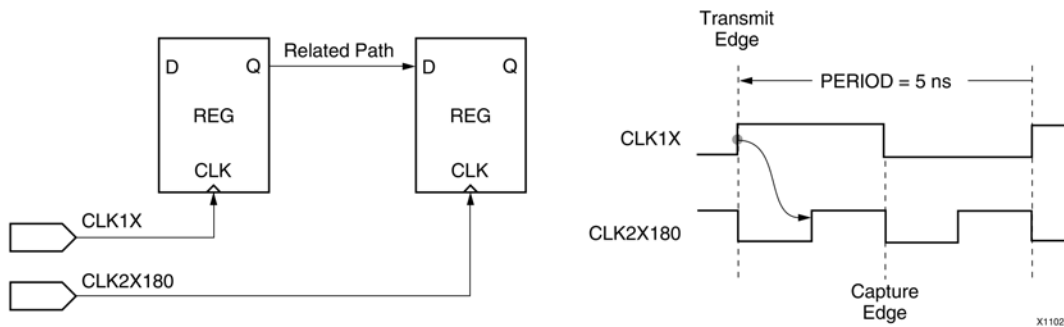 D
Q
REG
CLK
Related Path
D
Q
REG
CLK
CLK1X
CLK2X180
Transmit
Edge
PERIOD = 5 ns
CLK1X
CLK2X180
Capture
Edge
X1102